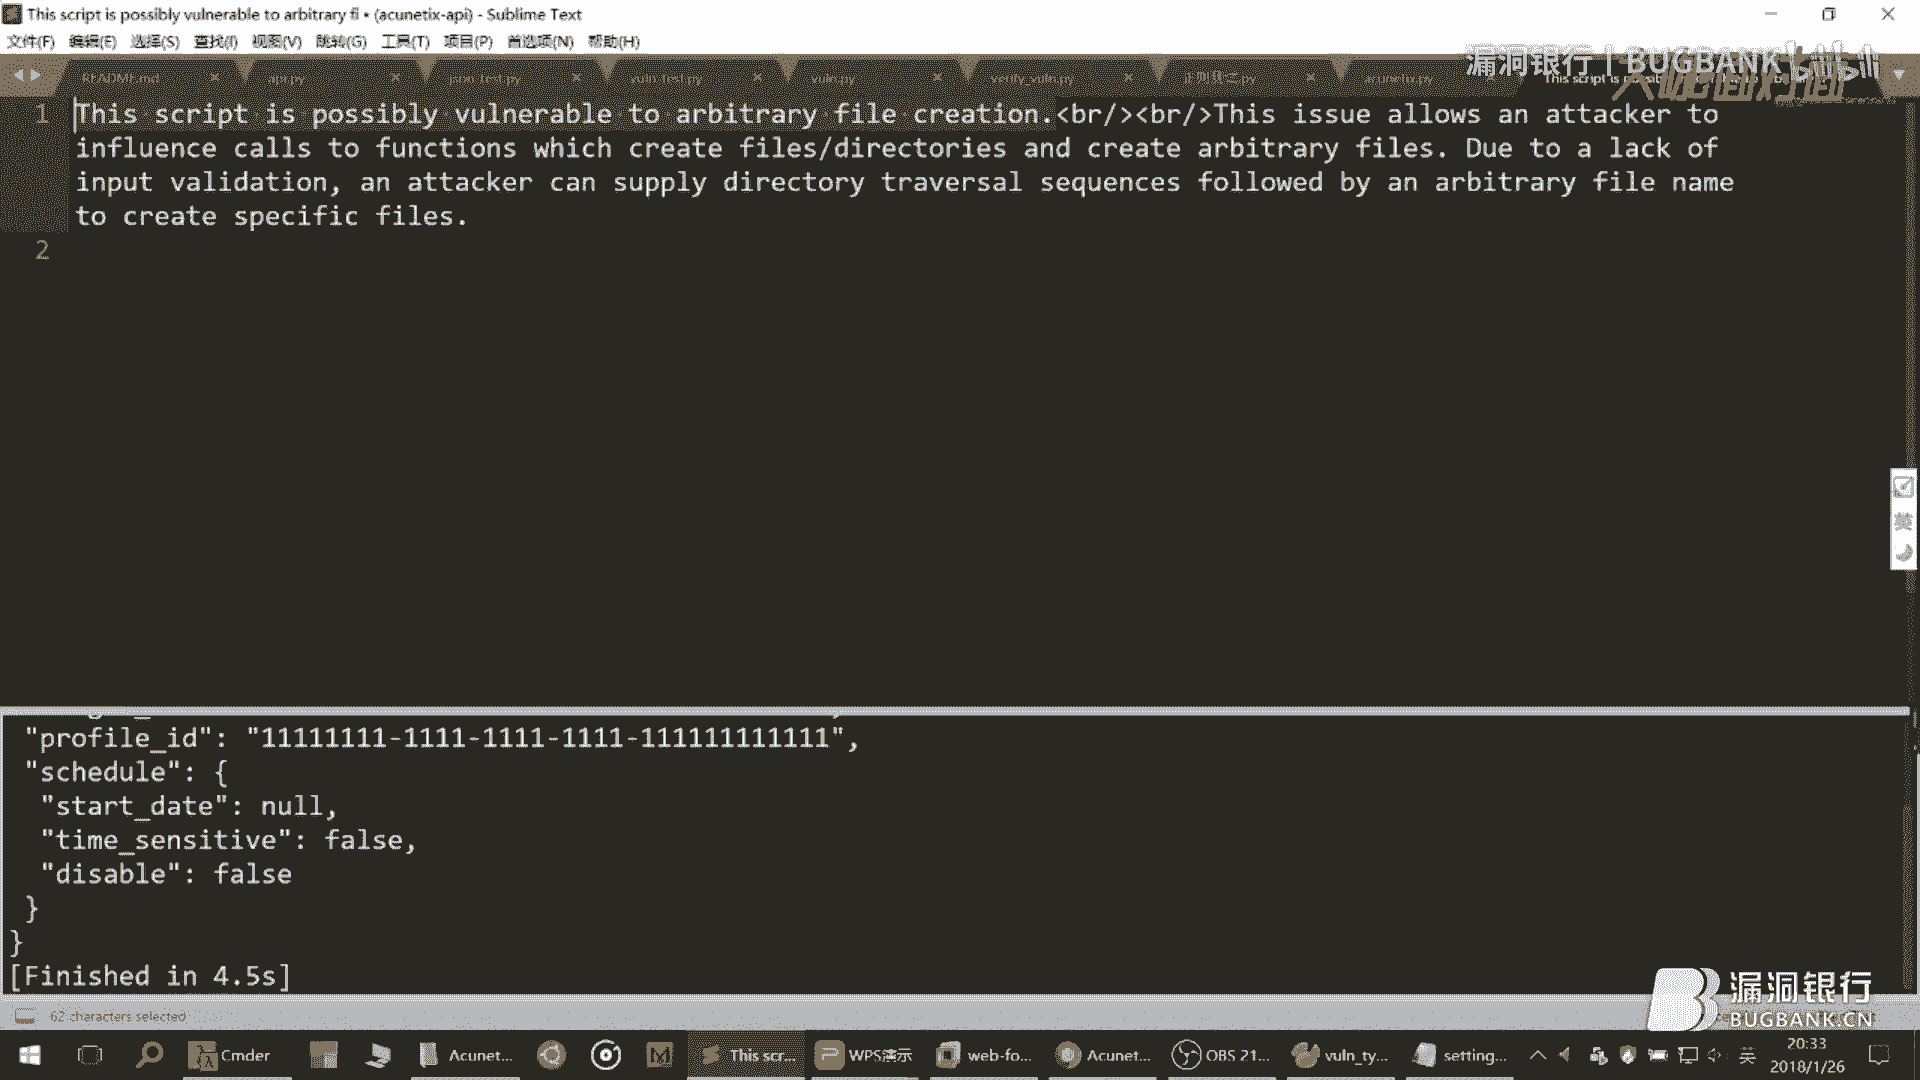 This script is possibly vulnerable to arbitrary fi • (acunetix-api) - Sublime Text
文件(F) 编辑(E) 选择(S) 查找(I) 视图(V) 跳转(G) 工具(T) 项目(P) 首选项(N) 帮助(H)
README.md api.py json_test.py vuln_test.py vuln.py verify_vuln.py acunetix.py This script is
漏洞银行 | BUGBANK bilibili
1 This script is possibly vulnerable to arbitrary file creation.<br/><br/>This issue allows an attacker to
influence calls to functions which create files/directories and create arbitrary files. Due to a lack of
input validation, an attacker can supply directory traversal sequences followed by an arbitrary file name
to create specific files.
2
英
"profile_id": "11111111-1111-1111-1111-111111111111",
"schedule": {
"start_date": null,
"time_sensitive": false,
"disable": false
}
}
[Finished in 4.5s]
62 characters selected
漏洞银行
BUGBANK.CN
Cmder Acunet... This scr... WPS演示 web-fo... Acunet... OBS 21... vuln_ty... setting... 英 20:33
2018/1/26